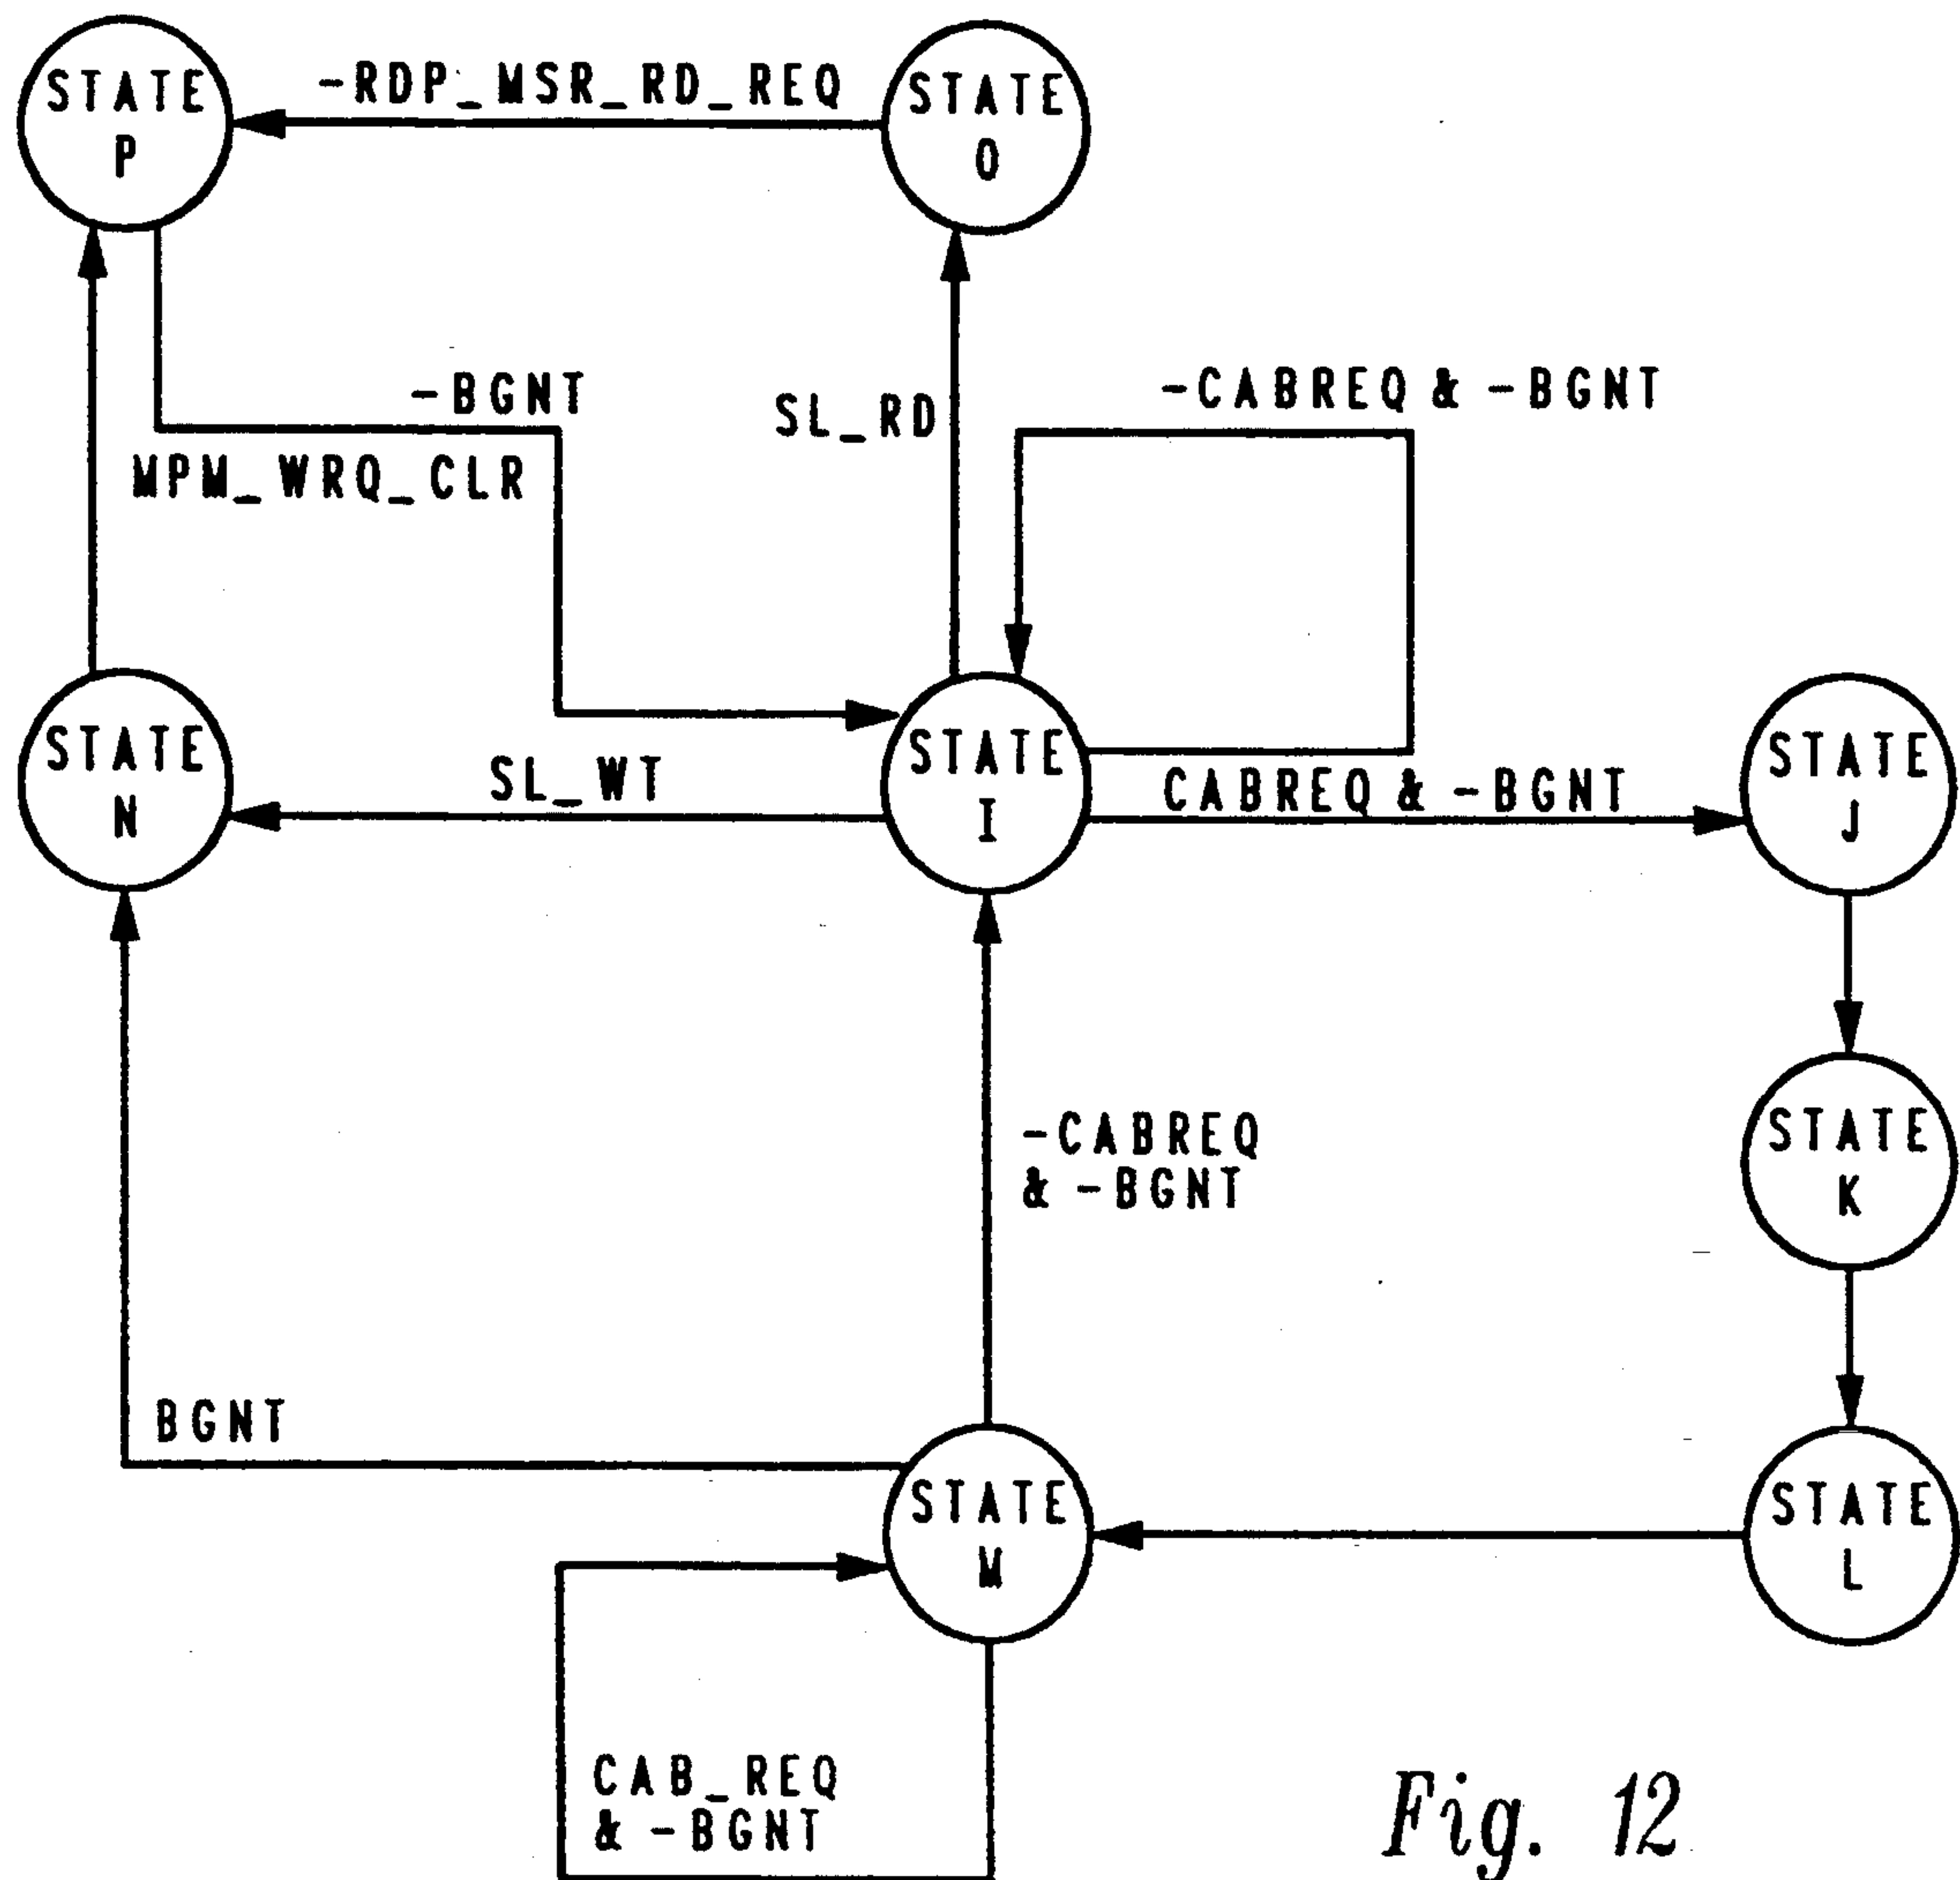 STATE
P
-RDP_MSR_RD_REQ
STATE
O
-BGNT
MPM_WRQ_CLR
SL_RD
-CABREQ & -BGNT
STATE
N
SL_WT
STATE
I
CABREQ & -BGNT
STATE
J
-CABREQ
& -BGNT
STATE
K
BGNT
STATE
M
STATE
L
CAB_REQ
& -BGNT
Fig. 12